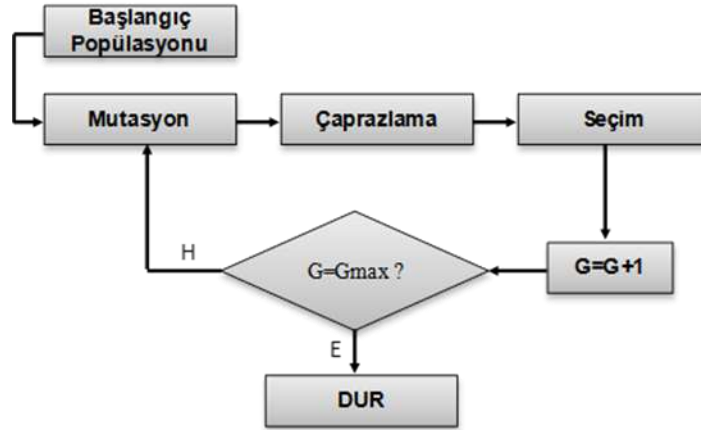 Başlangıç
Popülasyonu
Mutasyon
Çaprazlama
Seçim
H
G=Gmax ?
G=G+1
E
DUR